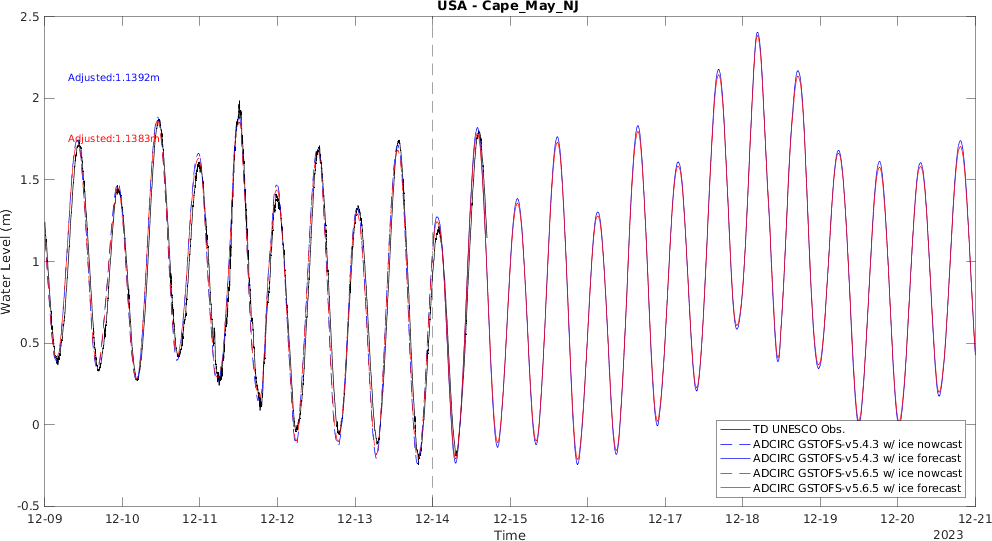 USA - Cape_May_NJ
2.5
2
1.5
1
0.5
0
-0.5
Water Level (m)
Adjusted:1.1392m
Adjusted:1.1383m
TD UNESCO Obs.
ADCIRC GSTOFS-v5.4.3 w/ ice nowcast
ADCIRC GSTOFS-v5.4.3 w/ ice forecast
ADCIRC GSTOFS-v5.6.5 w/ ice nowcast
ADCIRC GSTOFS-v5.6.5 w/ ice forecast
12-09 12-10 12-11 12-12 12-13 12-14 12-15 12-16 12-17 12-18 12-19 12-20 12-21
Time
2023